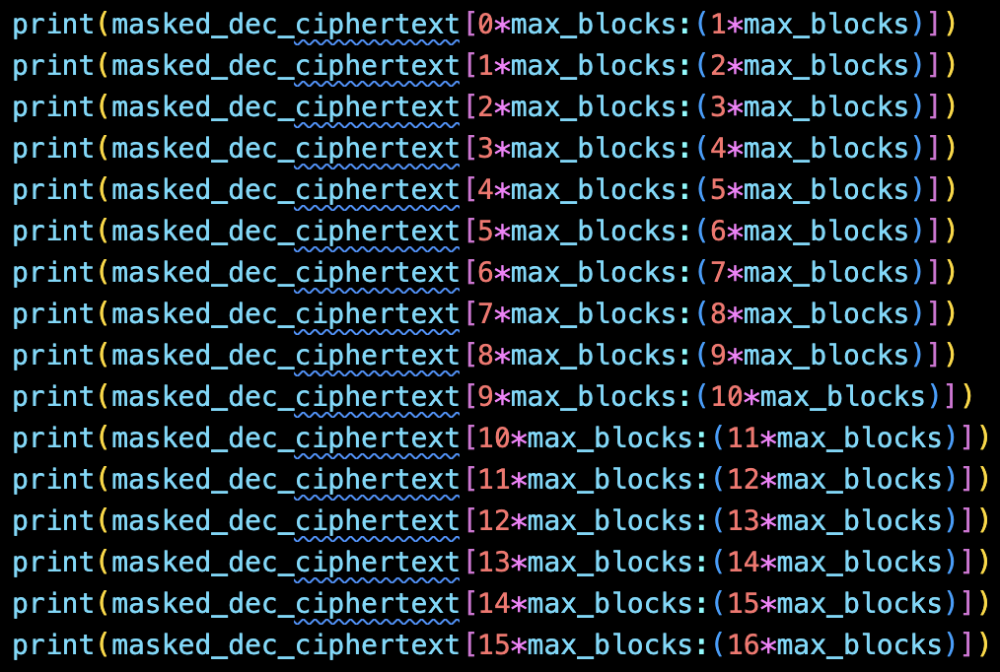 print(masked_dec_ciphertext[0*max_blocks:(1*max_blocks)])
print(masked_dec_ciphertext[1*max_blocks:(2*max_blocks)])
print(masked_dec_ciphertext[2*max_blocks:(3*max_blocks)])
print(masked_dec_ciphertext[3*max_blocks:(4*max_blocks)])
print(masked_dec_ciphertext[4*max_blocks:(5*max_blocks)])
print(masked_dec_ciphertext[5*max_blocks:(6*max_blocks)])
print(masked_dec_ciphertext[6*max_blocks:(7*max_blocks)])
print(masked_dec_ciphertext[7*max_blocks:(8*max_blocks)])
print(masked_dec_ciphertext[8*max_blocks:(9*max_blocks)])
print(masked_dec_ciphertext[9*max_blocks:(10*max_blocks)])
print(masked_dec_ciphertext[10*max_blocks:(11*max_blocks)])
print(masked_dec_ciphertext[11*max_blocks:(12*max_blocks)])
print(masked_dec_ciphertext[12*max_blocks:(13*max_blocks)])
print(masked_dec_ciphertext[13*max_blocks:(14*max_blocks)])
print(masked_dec_ciphertext[14*max_blocks:(15*max_blocks)])
print(masked_dec_ciphertext[15*max_blocks:(16*max_blocks)])